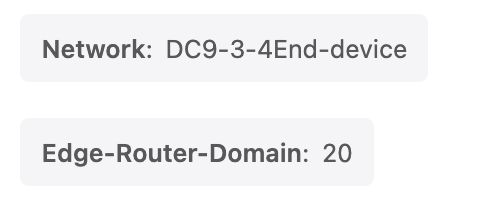 Network: DC9-3-4End-device
Edge-Router-Domain: 20